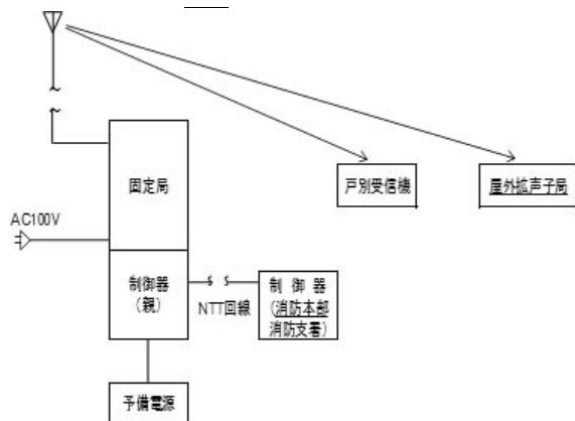 固定局
戸別受信機
屋外拡声子局
AC100V
制御器
(親)
NTT回線
制御器
(消防本部
消防支署)
予備電源